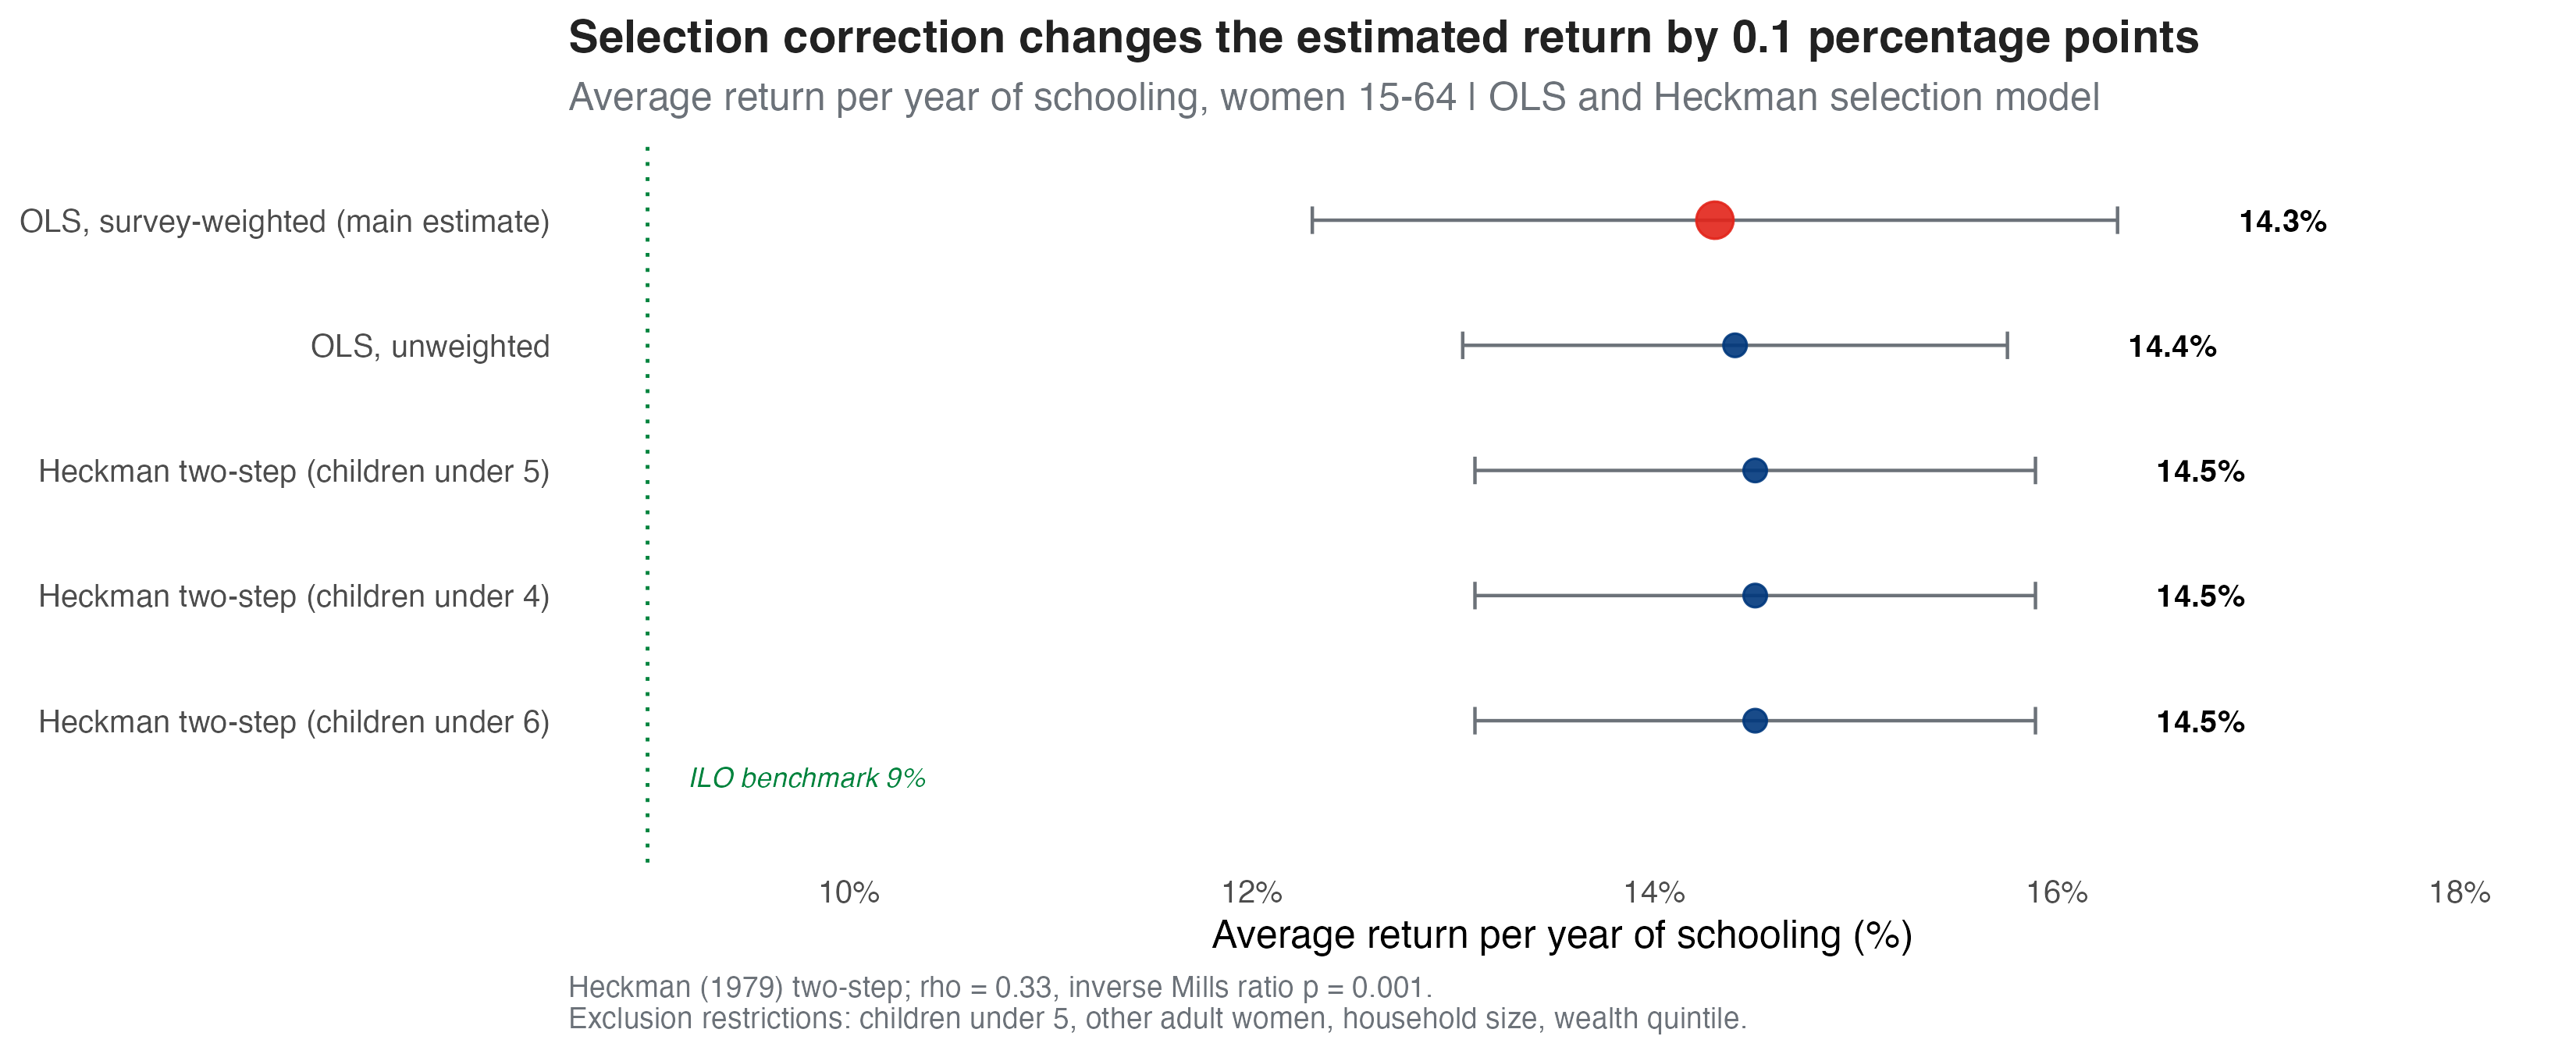 Selection correction changes the estimated return by 0.1 percentage points
Average return per year of schooling, women 15-64 | OLS and Heckman selection model
OLS, survey-weighted (main estimate)
14.3%
OLS, unweighted
14.4%
Heckman two-step (children under 5)
14.5%
Heckman two-step (children under 4)
14.5%
Heckman two-step (children under 6)
14.5%
ILO benchmark 9%
10% 12% 14% 16% 18%
Average return per year of schooling (%)
Heckman (1979) two-step; rho = 0.33, inverse Mills ratio p = 0.001.
Exclusion restrictions: children under 5, other adult women, household size, wealth quintile.